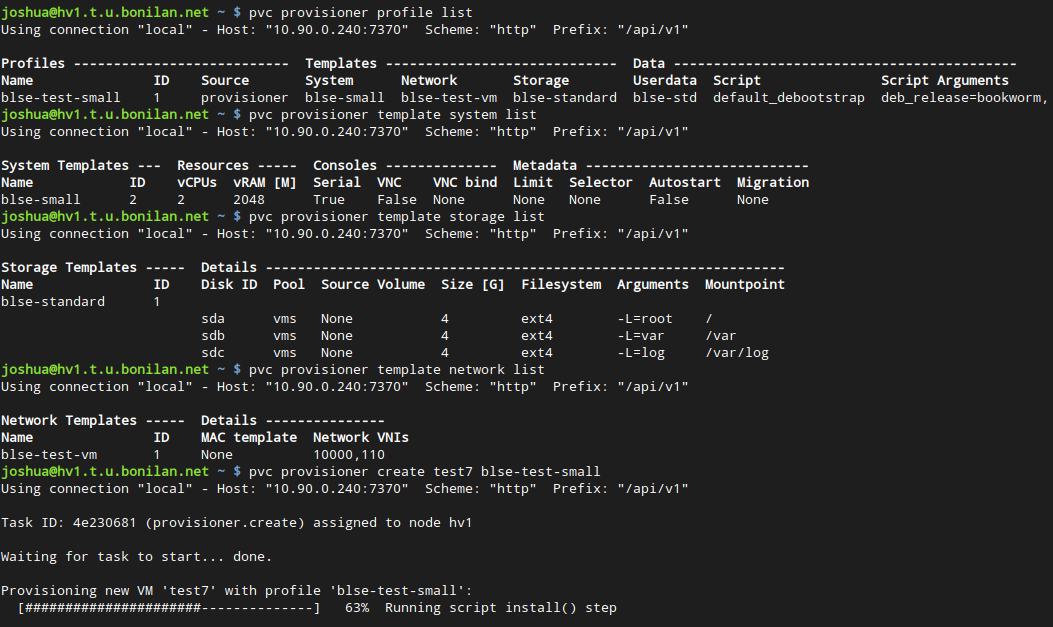 joshua@hv1.t.u.bonilan.net ~ $ pvc provisioner profile list
Using connection "local" - Host: "10.90.0.240:7370"  Scheme: "http"  Prefix: "/api/v1"

Profiles ---------------------------  Templates -----------------------------  Data -------------------------------------------
Name               ID    Source       System      Network       Storage        Userdata  Script               Script Arguments
blse-test-small    1     provisioner  blse-small  blse-test-vm  blse-standard  blse-std  default_debootstrap  deb_release=bookworm,
joshua@hv1.t.u.bonilan.net ~ $ pvc provisioner template system list
Using connection "local" - Host: "10.90.0.240:7370"  Scheme: "http"  Prefix: "/api/v1"

System Templates ---  Resources -----  Consoles --------------  Metadata ----------------------------
Name            ID    vCPUs  vRAM [M]  Serial  VNC    VNC bind  Limit  Selector  Autostart  Migration
blse-small      2     2      2048      True    False  None      None   None      False      None
joshua@hv1.t.u.bonilan.net ~ $ pvc provisioner template storage list
Using connection "local" - Host: "10.90.0.240:7370"  Scheme: "http"  Prefix: "/api/v1"

Storage Templates -----  Details -----------------------------------------------------------------
Name               ID    Disk ID  Pool  Source Volume  Size [G]  Filesystem  Arguments  Mountpoint
blse-standard      1
                         sda      vms   None           4         ext4        -L=root    /
                         sdb      vms   None           4         ext4        -L=var     /var
                         sdc      vms   None           4         ext4        -L=log     /var/log
joshua@hv1.t.u.bonilan.net ~ $ pvc provisioner template network list
Using connection "local" - Host: "10.90.0.240:7370"  Scheme: "http"  Prefix: "/api/v1"

Network Templates -----  Details ---------------
Name               ID    MAC template  Network VNIs
blse-test-vm       1     None          10000,110
joshua@hv1.t.u.bonilan.net ~ $ pvc provisioner create test7 blse-test-small
Using connection "local" - Host: "10.90.0.240:7370"  Scheme: "http"  Prefix: "/api/v1"

Task ID: 4e230681 (provisioner.create) assigned to node hv1

Waiting for task to start... done.

Provisioning new VM 'test7' with profile 'blse-test-small':
  [######################--------------]   63%  Running script install() step